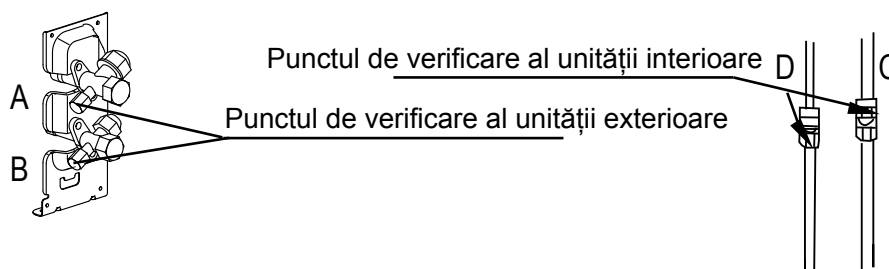 Punctul de verificare al unității interioare
D
C
A
Punctul de verificare al unității exterioare
B